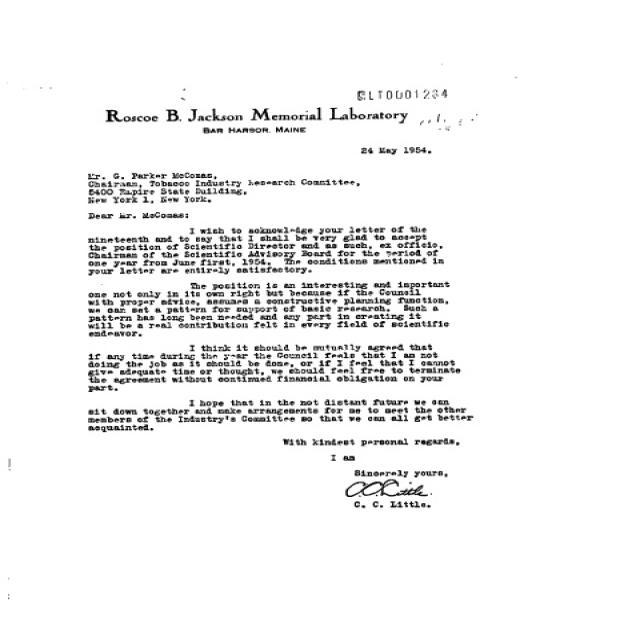 CLT0001284
Roscoe B. Jackson Memorial Laboratory
Bar Harbor, Maine
24 May 1954.
Mr. G. Parker McComas,
Chairman, Tobacco Industry Research Committee,
5400 Empire State Building,
New York 1, New York.
Dear Mr. McComas:
I wish to acknowledge your letter of the
nineteenth and to say that I shall be very glad to accept
the position of Scientific Director and as such, ex officio,
Chairman of the Scientific Advisory Board for the period of
one year from June first, 1954. The conditions mentioned in
your letter are entirely satisfactory.
The position is an interesting and important
one not only in its own right but because if the Council
with proper advice, assumes a constructive planning function,
we can set a pattern for support of basic research. Such a
pattern has long been needed and any part in creating it
will be a real contribution felt in every field of scientific
endeavor.
I think it should be mutually agreed that
if any time during the year the Council feels that I am not
doing the job as it should be done, or if I feel that I cannot
give adequate time or thought, we should feel free to terminate
the agreement without continued financial obligation on your
part.
I hope that in the not distant future we can
sit down together and make arrangements for me to meet the other
members of the Industry's Committee so that we can all get better
acquainted.
With kindest personal regards,
I am
Sincerely yours,
C.C. Little.
C. C. Little.